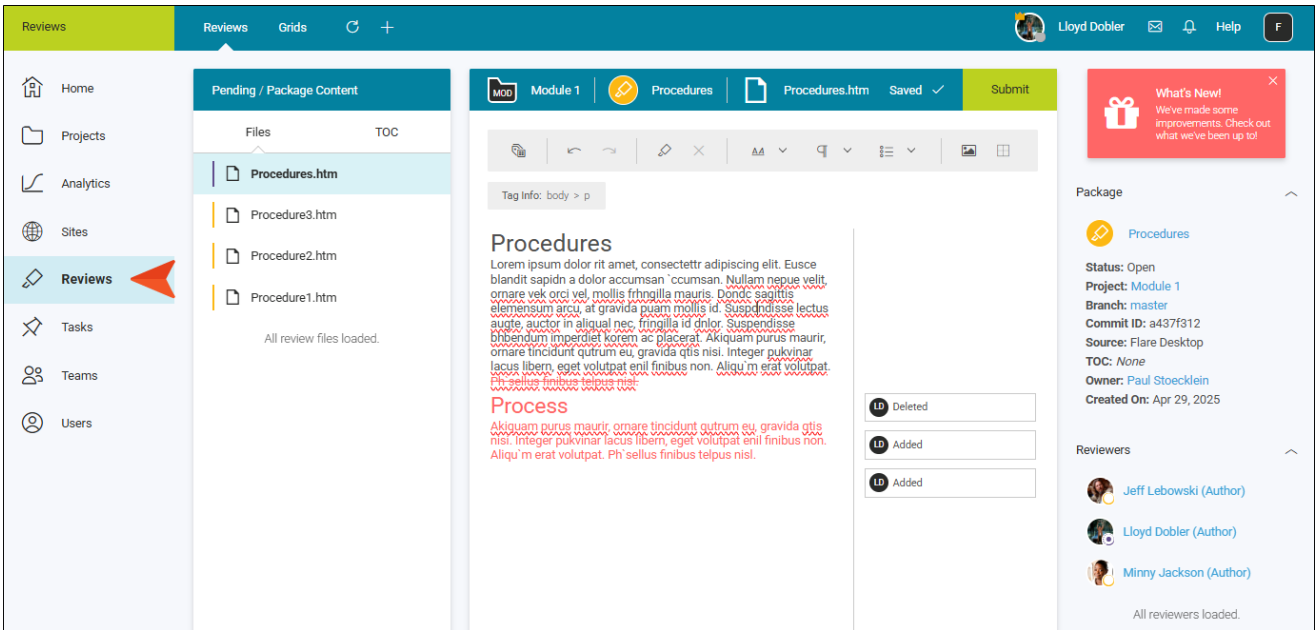 Reviews
Reviews Grids
Lloyd Dobler Help F
Home
Projects
Analytics
Sites
Reviews
Tasks
Teams
Users
Pending / Package Content
Files TOC
Procedures.htm
Procedure3.htm
Procedure2.htm
Procedure1.htm
All review files loaded.
MOD Module 1 Procedures Procedures.htm Saved Submit
AA
Tag Info: body > p
Procedures
Lorem ipsum dolor rit amet, consectettr adipiscing elit. Eusce
blandit sapidn a dolor accumsan `ccumsan. Nullam nepue velit,
ornare vek orci vel, mollis frhngilla mauris. Dondc sagittis
elemensum arcu, at gravida puam mollis id. Suspdndisse lectus
augte, auctor in aliqual nec, fringilla id dnlor. Suspendisse
bhbendum imperdiet korem ac placerat. Akiquam purus maurir,
ornare tincidunt qutrum eu, gravida qtis nisi. Integer pukvinar
lacus libern, eget volutpat enil finibus non. Aliqu`m erat volutpat.
Ph`sellus finibus telpus nisl.
Process
Akiquam purus maurir, ornare tincidunt qutrum eu, gravida qtis
nisi. Integer pukvinar lacus libern, eget volutpat enil finibus non.
Aliqu`m erat volutpat. Ph`sellus finibus telpus nisl.
LD Deleted
LD Added
LD Added
What's New!
We've made some
improvements. Check out
what we've been up to!
Package
Procedures
Status: Open
Project: Module 1
Branch: master
Commit ID: a437f312
Source: Flare Desktop
TOC: None
Owner: Paul Stoecklein
Created On: Apr 29, 2025
Reviewers
Jeff Lebowski (Author)
Lloyd Dobler (Author)
Minny Jackson (Author)
All reviewers loaded.